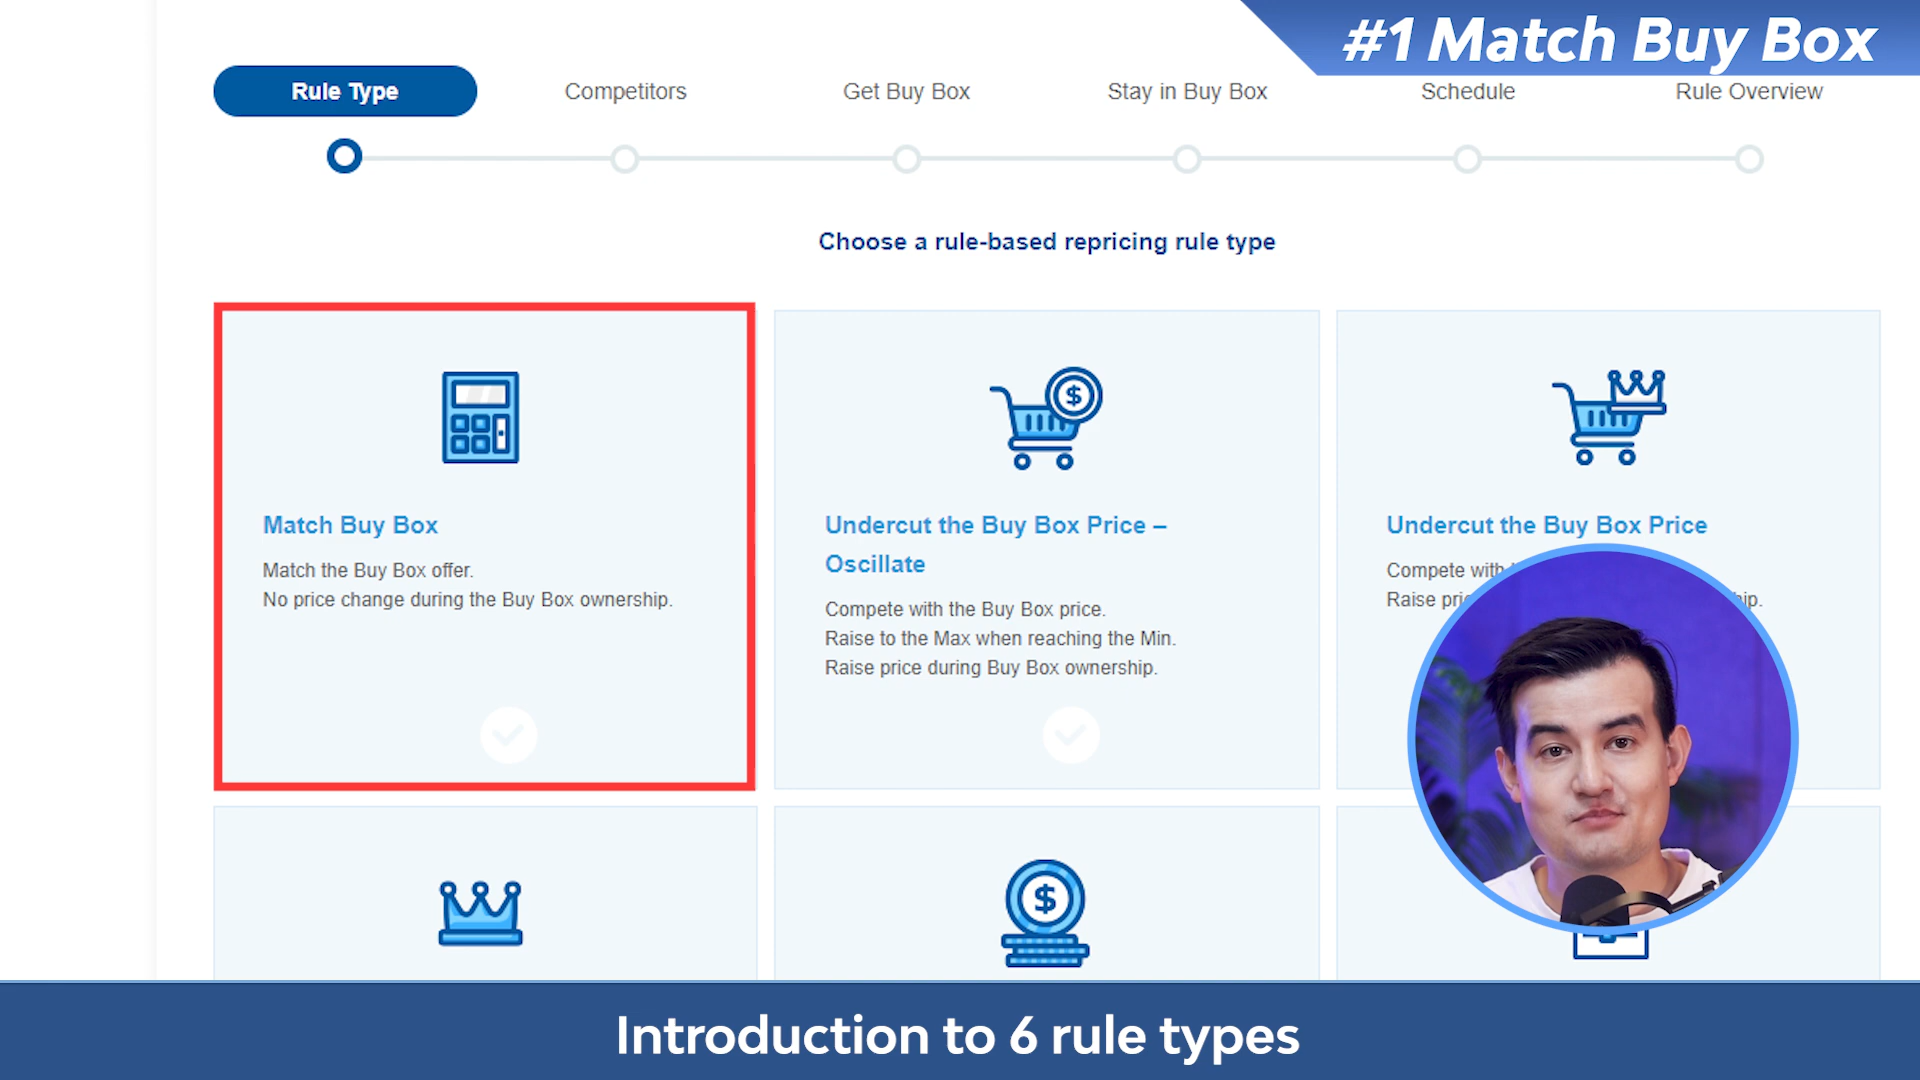 #1 Match Buy Box
Rule Type
Competitors
Get Buy Box
Stay in Buy Box
Schedule
Rule Overview
Choose a rule-based repricing rule type
Match Buy Box
Match the Buy Box offer.
No price change during the Buy Box ownership.
Undercut the Buy Box Price –
Oscillate
Compete with the Buy Box price.
Raise to the Max when reaching the Min.
Raise price during Buy Box ownership.
Undercut the Buy Box Price
Compete with
Raise
Introduction to 6 rule types